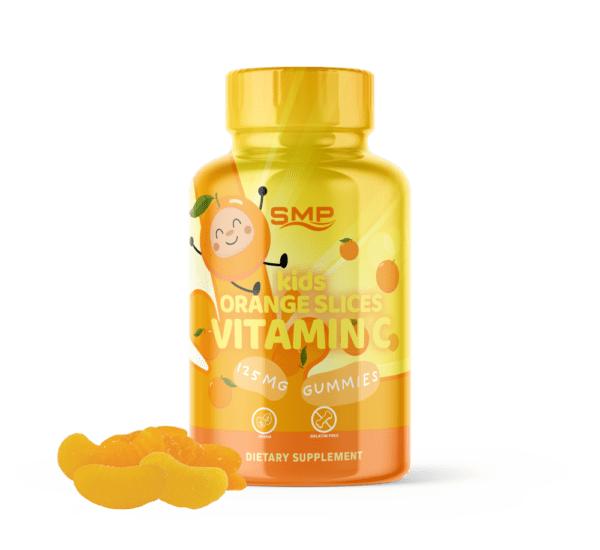 SMP
kids
ORANGE SLICES
VITAMIN C
125 MG GUMMIES
GELATIN FREE
DIETARY SUPPLEMENT